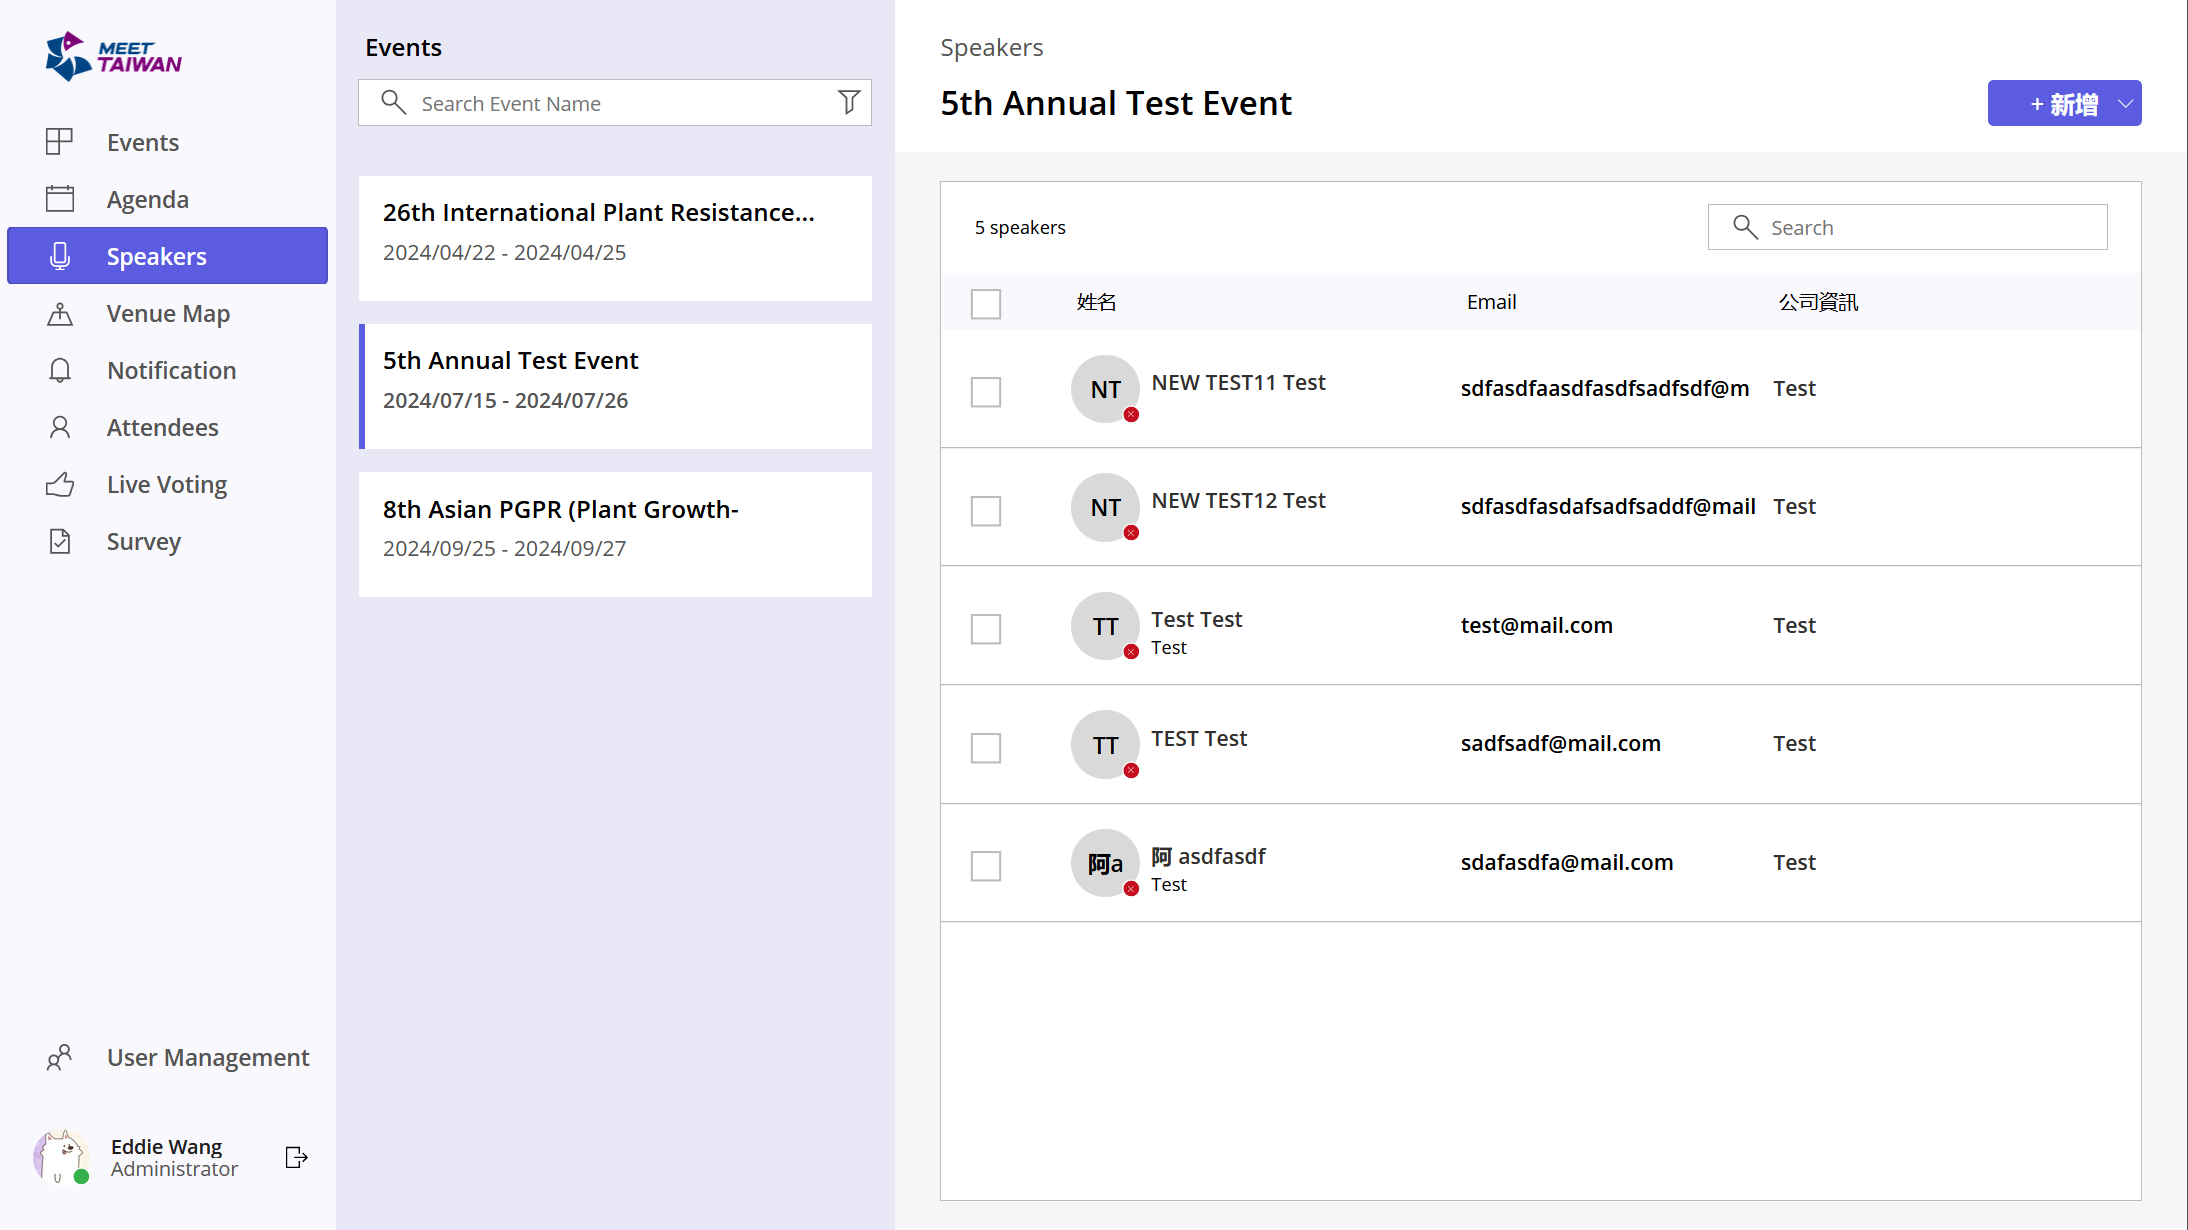 MEET
TAIWAN
Events
Agenda
Speakers
Venue Map
Notification
Attendees
Live Voting
Survey
User Management
Eddie Wang
Administrator
Events
Search Event Name
26th International Plant Resistance...
2024/04/22 - 2024/04/25
5th Annual Test Event
2024/07/15 - 2024/07/26
8th Asian PGPR (Plant Growth-
2024/09/25 - 2024/09/27
Speakers
5th Annual Test Event
+ 新增
5 speakers
Search
姓名 Email 公司資訊
NT NEW TEST11 Test sdfasdfaasdfasdfsadfsdf@m Test
NT NEW TEST12 Test sdfasdfasdafsadfsaddf@mail Test
TT Test Test test@mail.com Test
Test
TT TEST Test sadfsadf@mail.com Test
阿a 阿 asdfasdf sdafasdfa@mail.com Test
Test